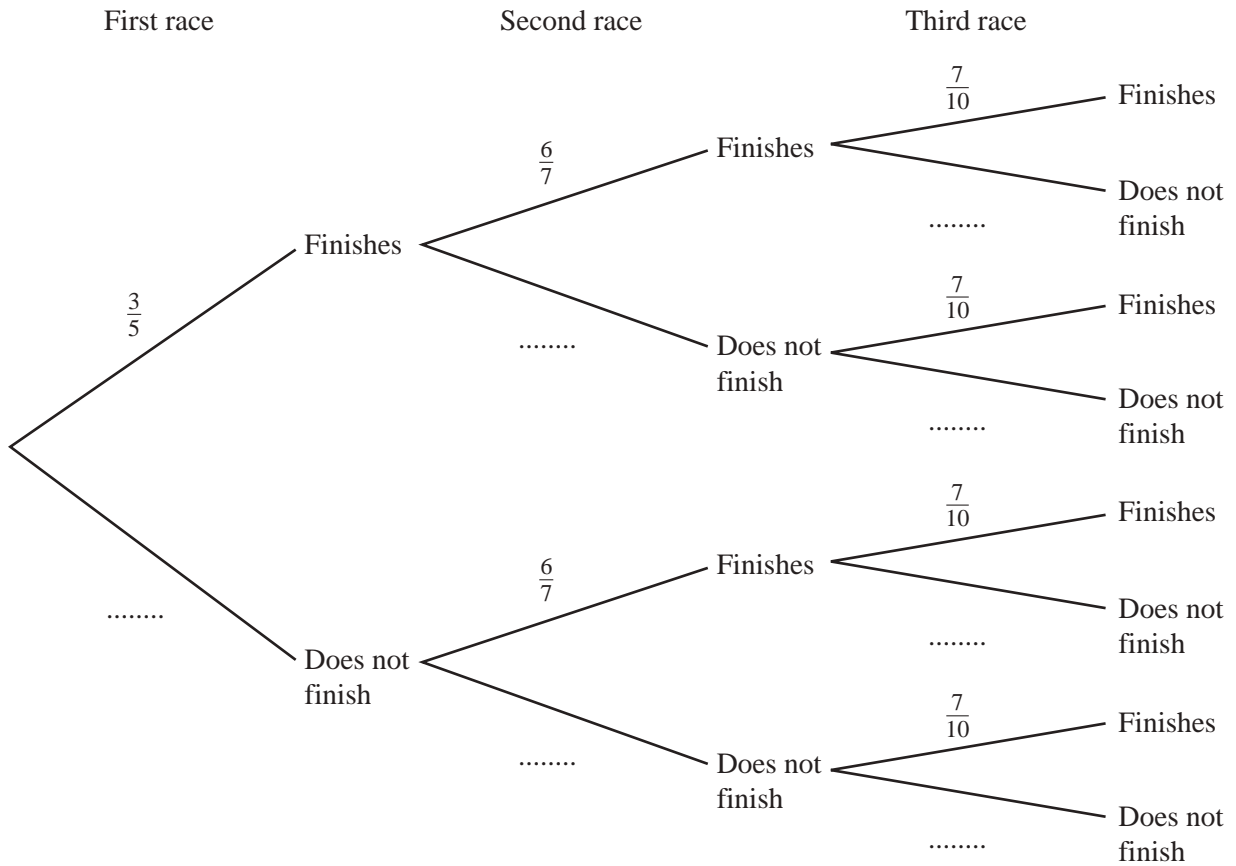 First race Second race Third race
7/10 Finishes
6/7 Finishes
Does not
finish
........
Finishes
3/5
7/10 Finishes
........ Does not
finish
Does not
finish
........
7/10 Finishes
6/7 Finishes
........
Does not
finish
........
Does not
finish
7/10 Finishes
........ Does not
finish
Does not
finish
........